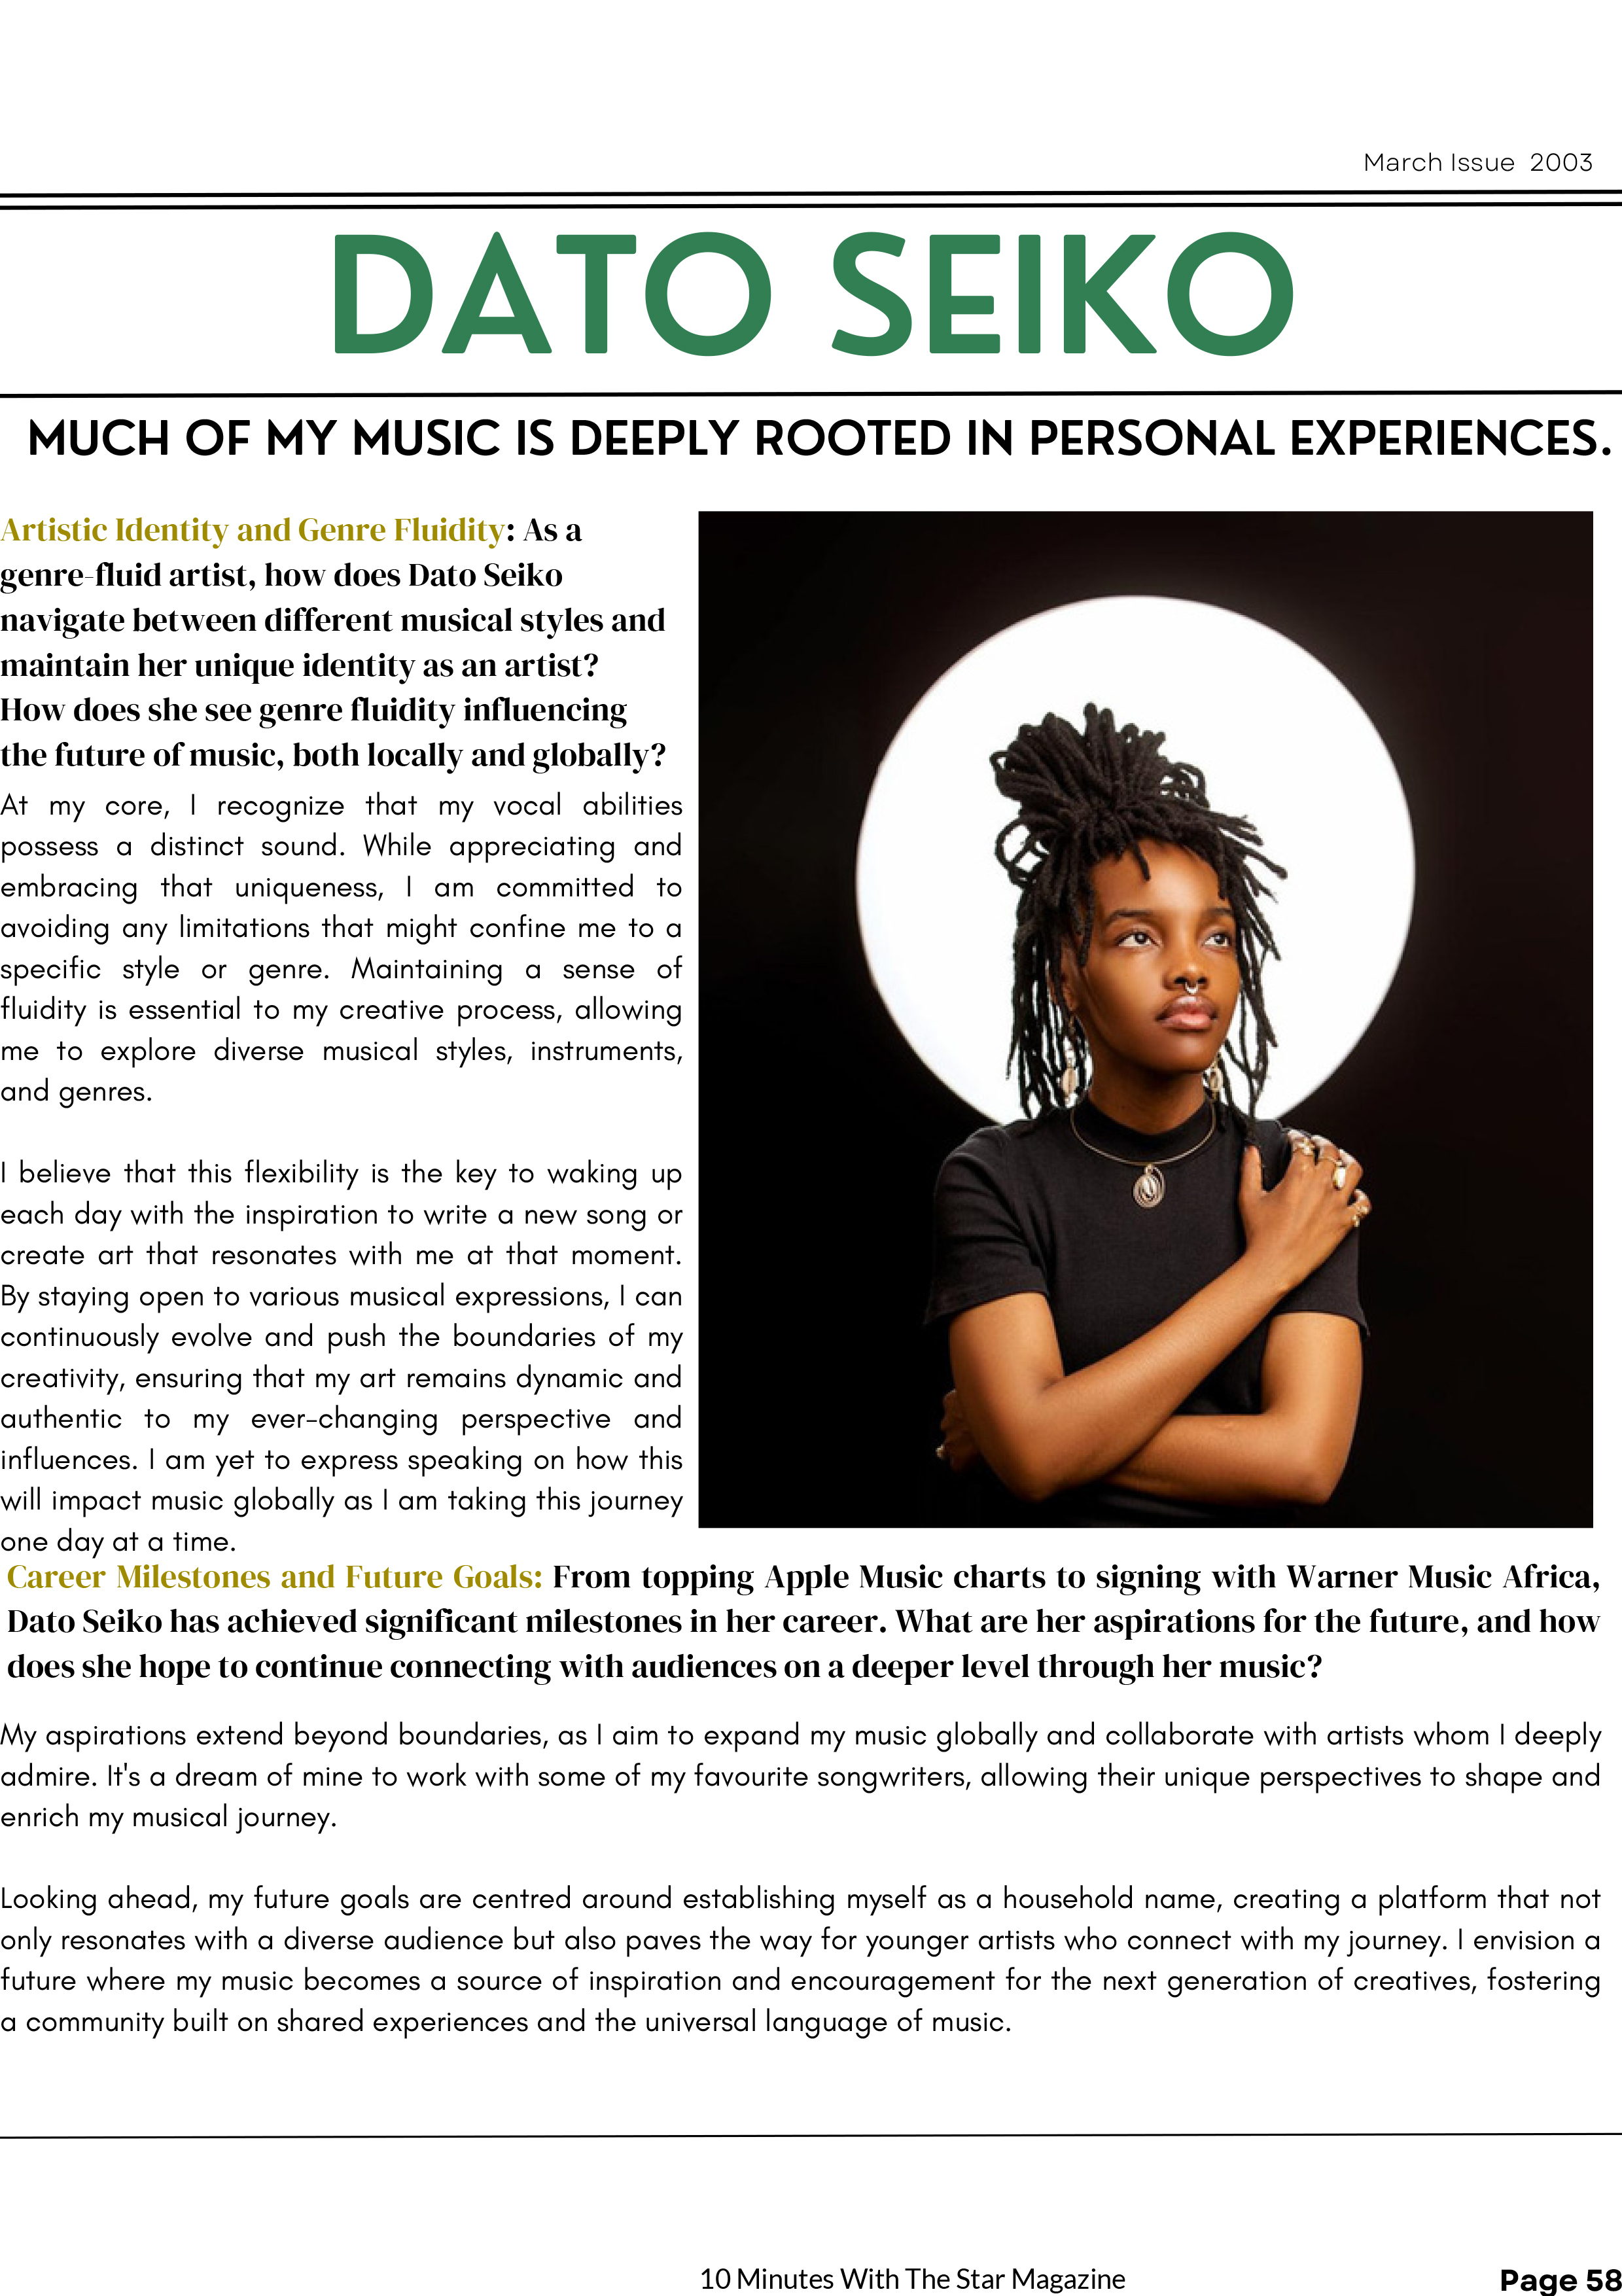 March Issue 2003
DATO SEIKO
MUCH OF MY MUSIC IS DEEPLY ROOTED IN PERSONAL EXPERIENCES.
Artistic Identity and Genre Fluidity: As a
genre-fluid artist, how does Dato Seiko
navigate between different musical styles and
maintain her unique identity as an artist?
How does she see genre fluidity influencing
the future of music, both locally and globally?
At my core, I recognize that my vocal abilities
possess a distinct sound. While appreciating and
embracing that uniqueness, I am committed to
avoiding any limitations that might confine me to a
specific style or genre. Maintaining a sense of
fluidity is essential to my creative process, allowing
me to explore diverse musical styles, instruments,
and genres.
I believe that this flexibility is the key to waking up
each day with the inspiration to write a new song or
create art that resonates with me at that moment.
By staying open to various musical expressions, I can
continuously evolve and push the boundaries of my
creativity, ensuring that my art remains dynamic and
authentic to my ever-changing perspective and
influences. I am yet to express speaking on how this
will impact music globally as I am taking this journey
one day at a time.
Career Milestones and Future Goals: From topping Apple Music charts to signing with Warner Music Africa,
Dato Seiko has achieved significant milestones in her career. What are her aspirations for the future, and how
does she hope to continue connecting with audiences on a deeper level through her music?
My aspirations extend beyond boundaries, as I aim to expand my music globally and collaborate with artists whom I deeply
admire. It's a dream of mine to work with some of my favourite songwriters, allowing their unique perspectives to shape and
enrich my musical journey.
Looking ahead, my future goals are centred around establishing myself as a household name, creating a platform that not
only resonates with a diverse audience but also paves the way for younger artists who connect with my journey. I envision a
future where my music becomes a source of inspiration and encouragement for the next generation of creatives, fostering
a community built on shared experiences and the universal language of music.
10 Minutes With The Star Magazine
Page 58